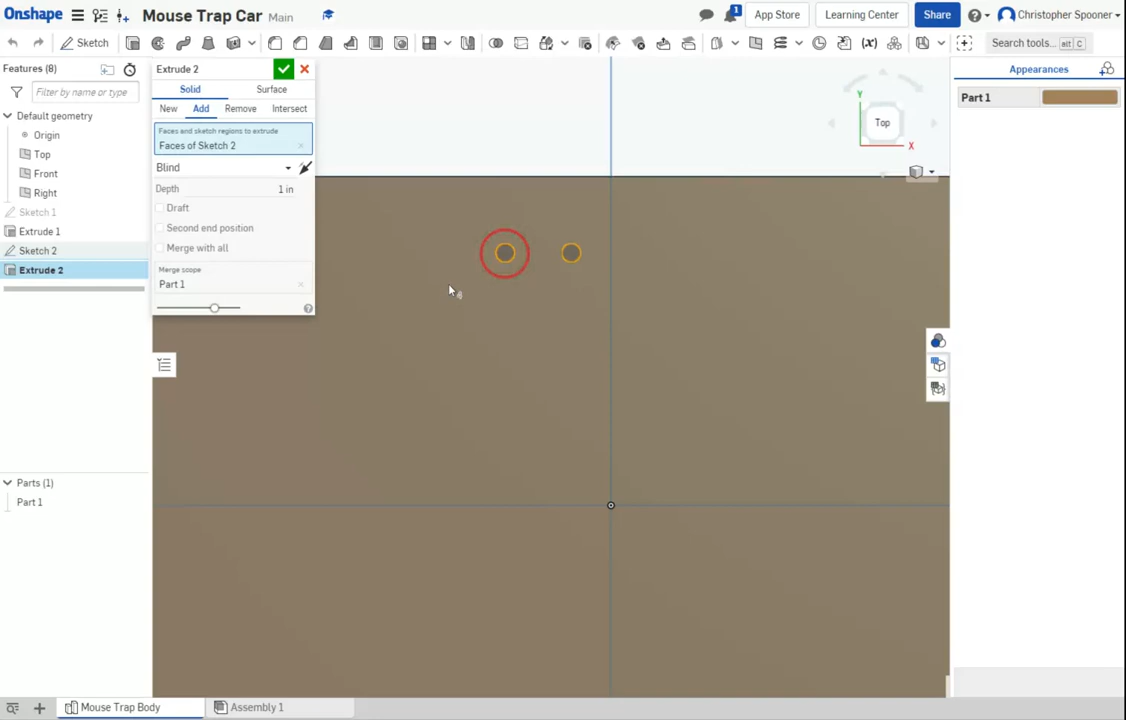 Onshape Mouse Trap Car Main App Store Learning Center Share Christopher Spooner
Sketch Search tools... alt C
Features (8)
Filter by name or type
Default geometry
Origin
Top
Front
Right
Sketch 1
Extrude 1
Sketch 2
Extrude 2
Extrude 2
Solid Surface
New Add Remove Intersect
Faces and sketch regions to extrude
Faces of Sketch 2
Blind
Depth 1 in
Draft
Second end position
Merge with all
Merge scope
Part 1
Y
Top
X
Appearances
Part 1
Parts (1)
Part 1
Mouse Trap Body Assembly 1